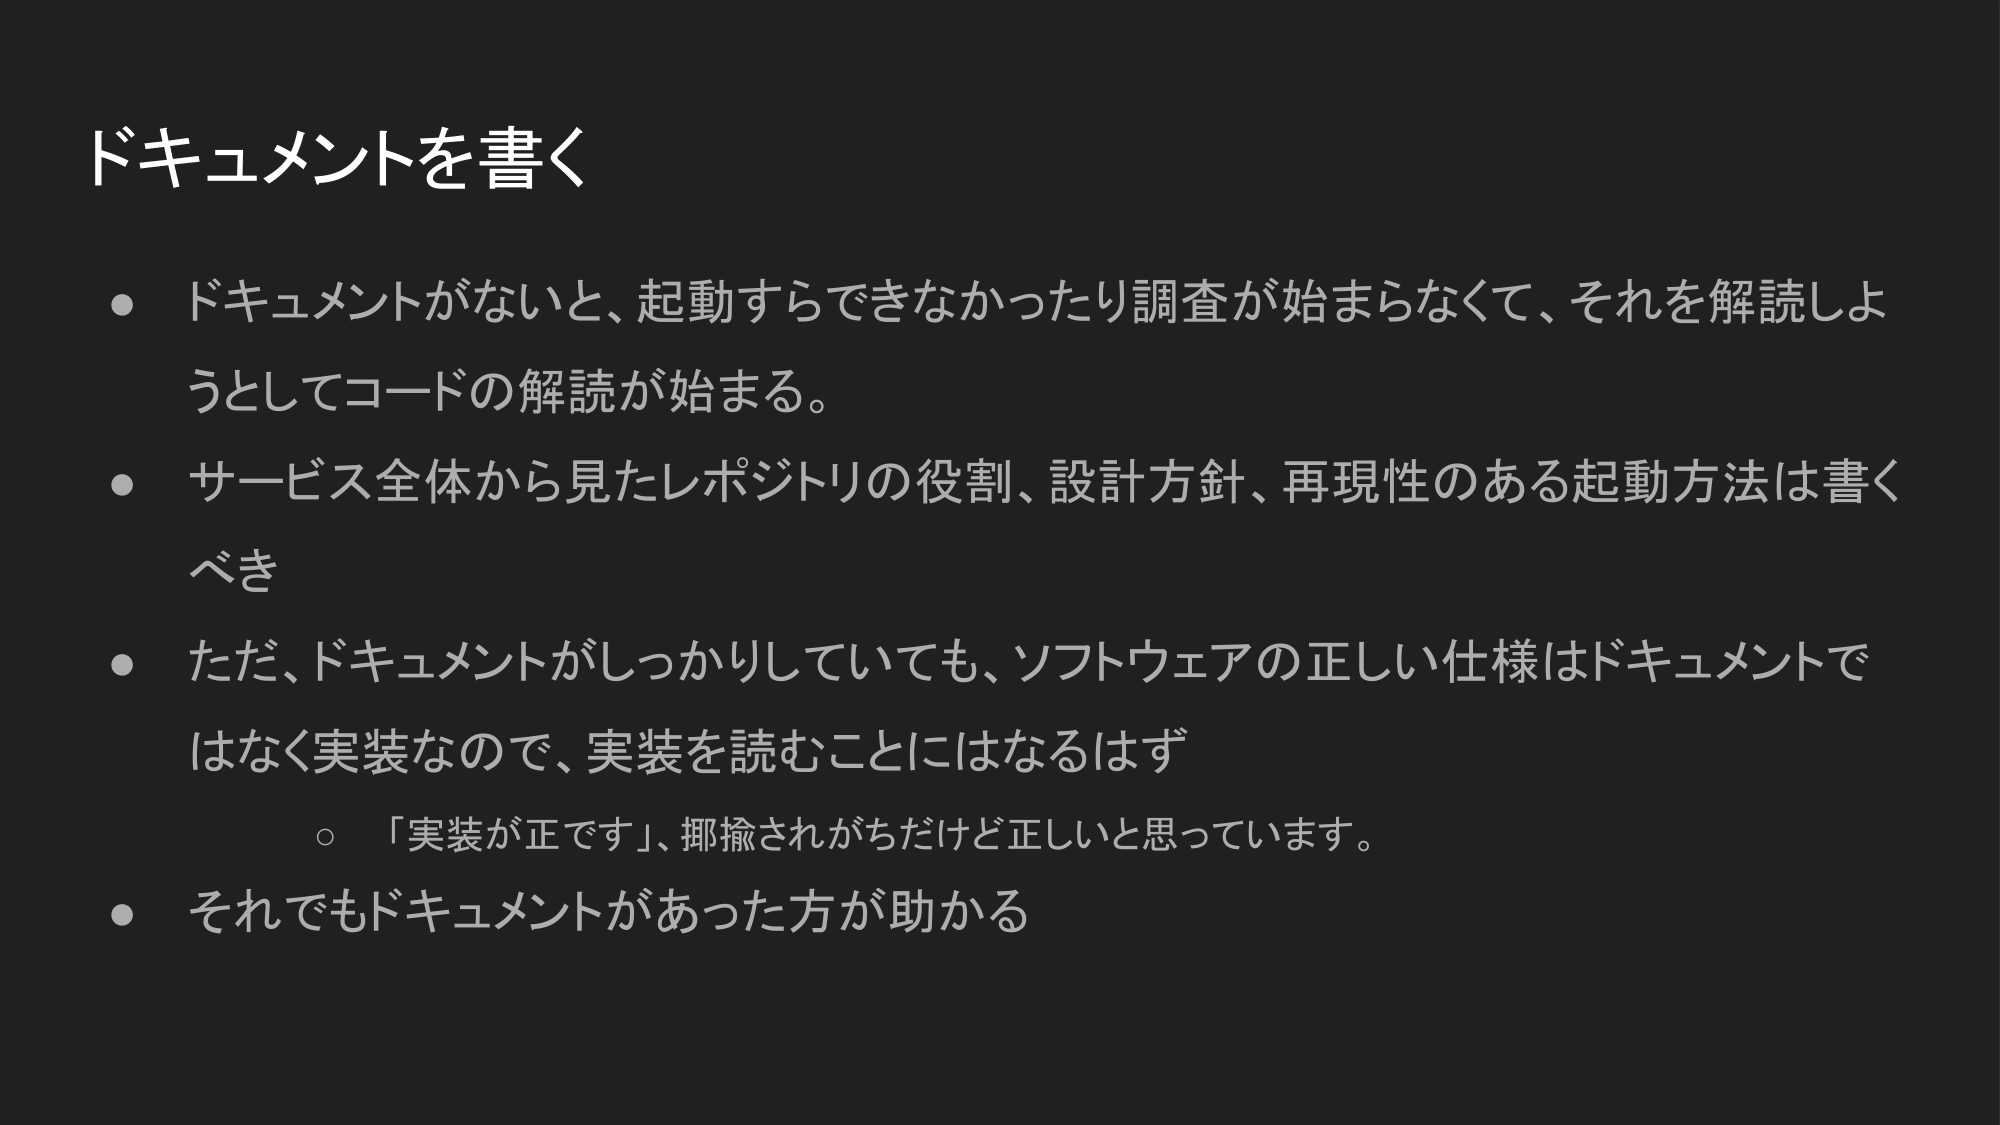 ドキュメントを書く
● ドキュメントがないと、起動すらできなかったり調査が始まらなくて、それを解読しよ
うとしてコードの解読が始まる。
● サービス全体から見たレポジトリの役割、設計方針、再現性のある起動方法は書く
べき
● ただ、ドキュメントがしっかりしていても、ソフトウェアの正しい仕様はドキュメントで
はなく実装なので、実装を読むことにはなるはず
○ 「実装が正です」、揶揄されがちだけど正しいと思っています。
● それでもドキュメントがあった方が助かる